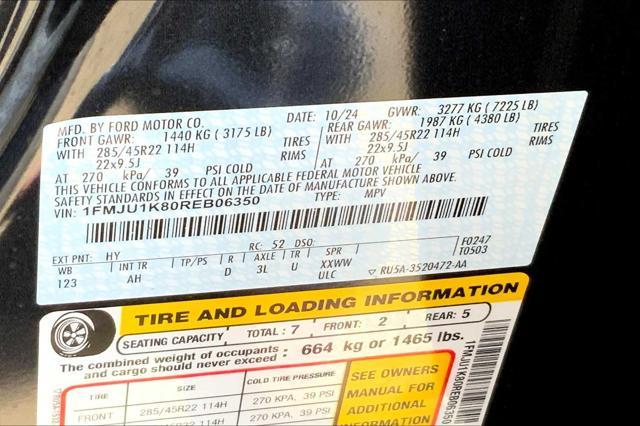 MFD. BY FORD MOTOR CO.
10/24 GVWR: 3277 KG ( 7225 LB)
FRONT GAWR: 1440 KG ( 3175 LB) REAR GAWR: 1987 KG ( 4380 LB)
WITH 285/45R22 114H TIRES WITH 285/45R22 114H TIRES
22x9.5J RIMS 22x9.5J RIMS
AT 270 kPa/ 39 PSI COLD AT 270 kPa/ 39 PSI COLD
THIS VEHICLE CONFORMS TO ALL APPLICABLE FEDERAL MOTOR VEHICLE
SAFETY STANDARDS IN EFFECT ON THE DATE OF MANUFACTURE SHOWN ABOVE.
VIN: 1FMJU1K80REB06350 TYPE: MPV
EXT PNT: HY RC: 52 DSO: F0247
WB INT TR TP/PS R AXLE TR SPR T0503
123 AH D 3L U XXWW
ULC ▽ RU5A-3520472-AA
TIRE AND LOADING INFORMATION
SEATING CAPACITY TOTAL: 7 FRONT: 2 REAR: 5
The combined weight of occupants and cargo should never exceed: 664 kg or 1465 lbs.
TIRE SIZE COLD TIRE PRESSURE
FRONT 285/45R22 114H 270 KPA, 39 PSI
SEE OWNERS
MANUAL FOR
ADDITIONAL
INFORMATION
1FMJU1K80REB06350